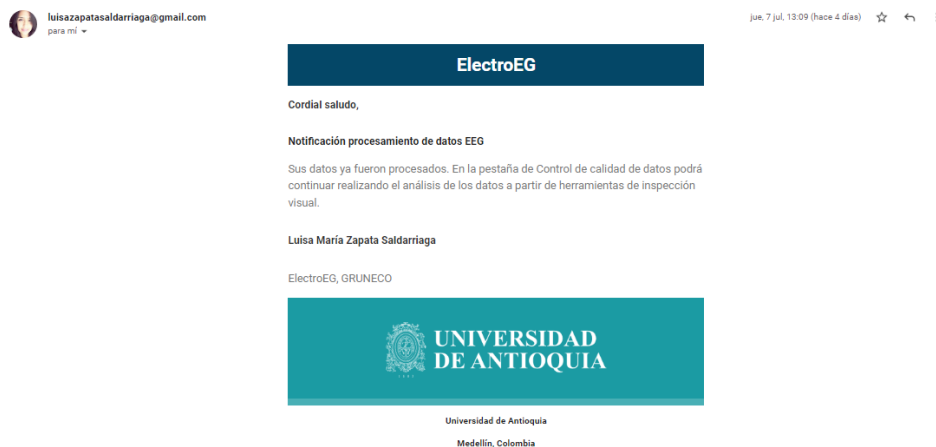 luisazapatasaldarriaga@gmail.com
jue, 7 jul, 13:09 (hace 4 días)
para mí
ElectroEG
Cordial saludo,
Notificación procesamiento de datos EEG
Sus datos ya fueron procesados. En la pestaña de Control de calidad de datos podrá
continuar realizando el análisis de los datos a partir de herramientas de inspección
visual.
Luisa María Zapata Saldarriaga
ElectroEG, GRUNECO
UNIVERSIDAD
DE ANTIOQUIA
Universidad de Antioquia
Medellín, Colombia